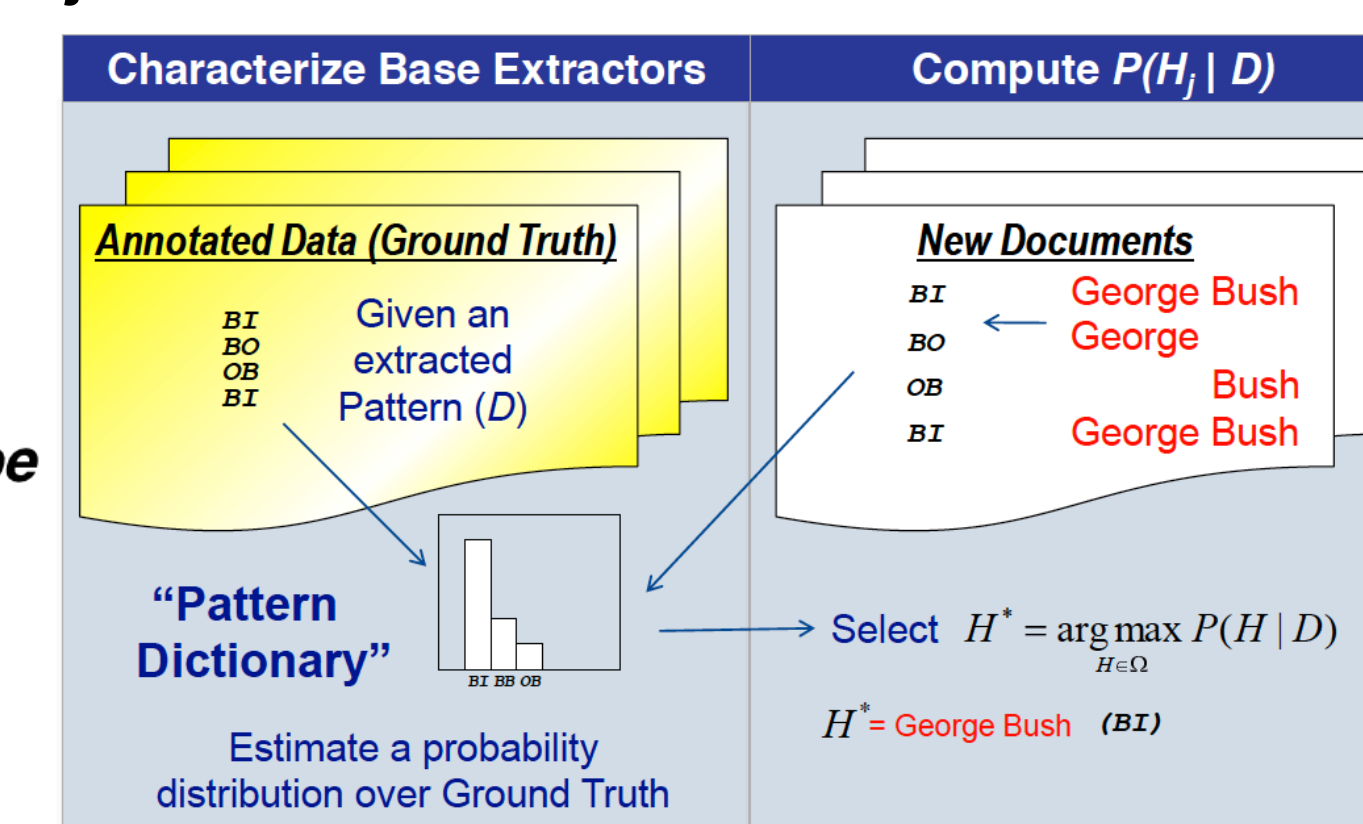 Characterize Base Extractors
Annotated Data (Ground Truth)
BI
BO
OB
BI
Given an
extracted
Pattern (D)
“Pattern
Dictionary”
BI BB OB
Estimate a probability
distribution over Ground Truth
Compute P(Hj | D)
New Documents
BI George Bush
BO George
OB Bush
BI George Bush
Select H* = arg max P(H | D)
H∈Ω
H*= George Bush (BI)